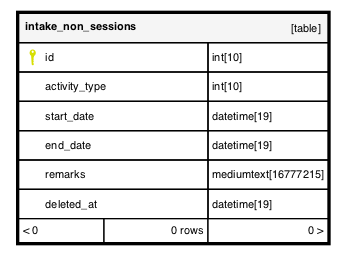 intake_non_sessions [table]
id int[10]
activity_type int[10]
start_date datetime[19]
end_date datetime[19]
remarks mediumtext[16777215]
deleted_at datetime[19]
< 0 0 rows 0 >